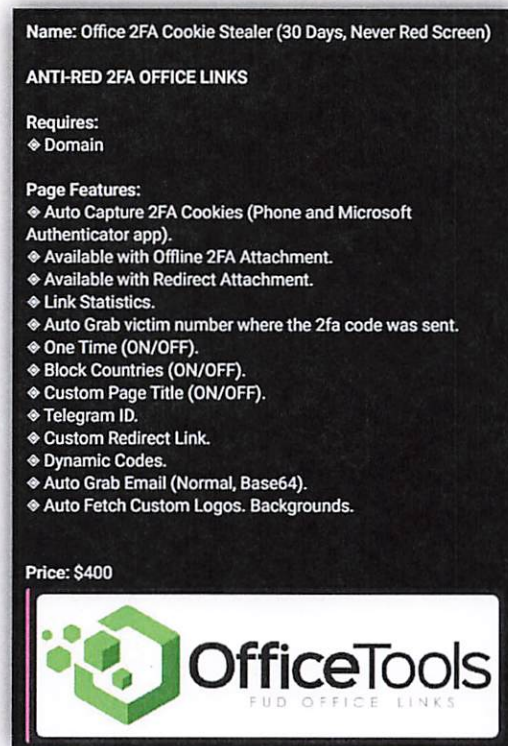 Name: Office 2FA Cookie Stealer (30 Days, Never Red Screen)
ANTI-RED 2FA OFFICE LINKS
Requires:
◈ Domain
Page Features:
◈ Auto Capture 2FA Cookies (Phone and Microsoft
Authenticator app).
◈ Available with Offline 2FA Attachment.
◈ Available with Redirect Attachment.
◈ Link Statistics.
◈ Auto Grab victim number where the 2fa code was sent.
◈ One Time (ON/OFF).
◈ Block Countries (ON/OFF).
◈ Custom Page Title (ON/OFF).
◈ Telegram ID.
◈ Custom Redirect Link.
◈ Dynamic Codes.
◈ Auto Grab Email (Normal, Base64).
◈ Auto Fetch Custom Logos. Backgrounds.
Price: $400
OfficeTools
FUD OFFICE LINKS